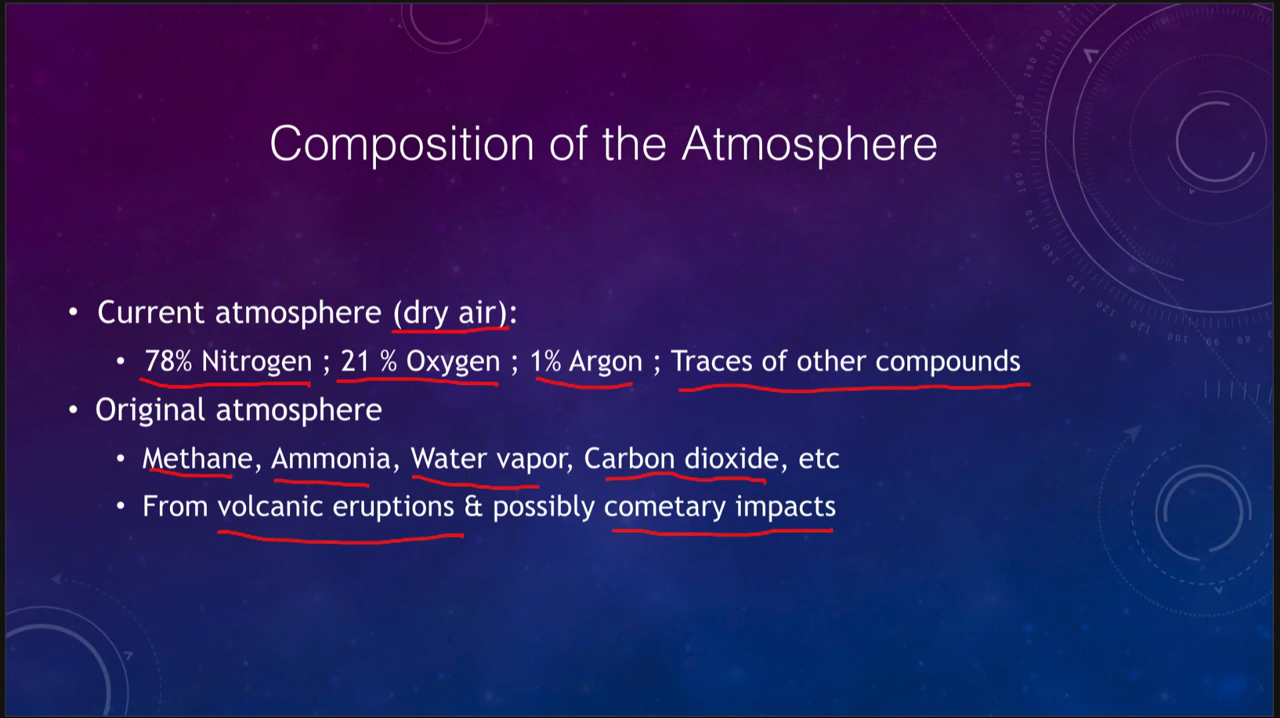 Composition of the Atmosphere
• Current atmosphere (dry air):
• 78% Nitrogen ; 21 % Oxygen ; 1% Argon ; Traces of other compounds
• Original atmosphere
• Methane, Ammonia, Water vapor, Carbon dioxide, etc
• From volcanic eruptions & possibly cometary impacts